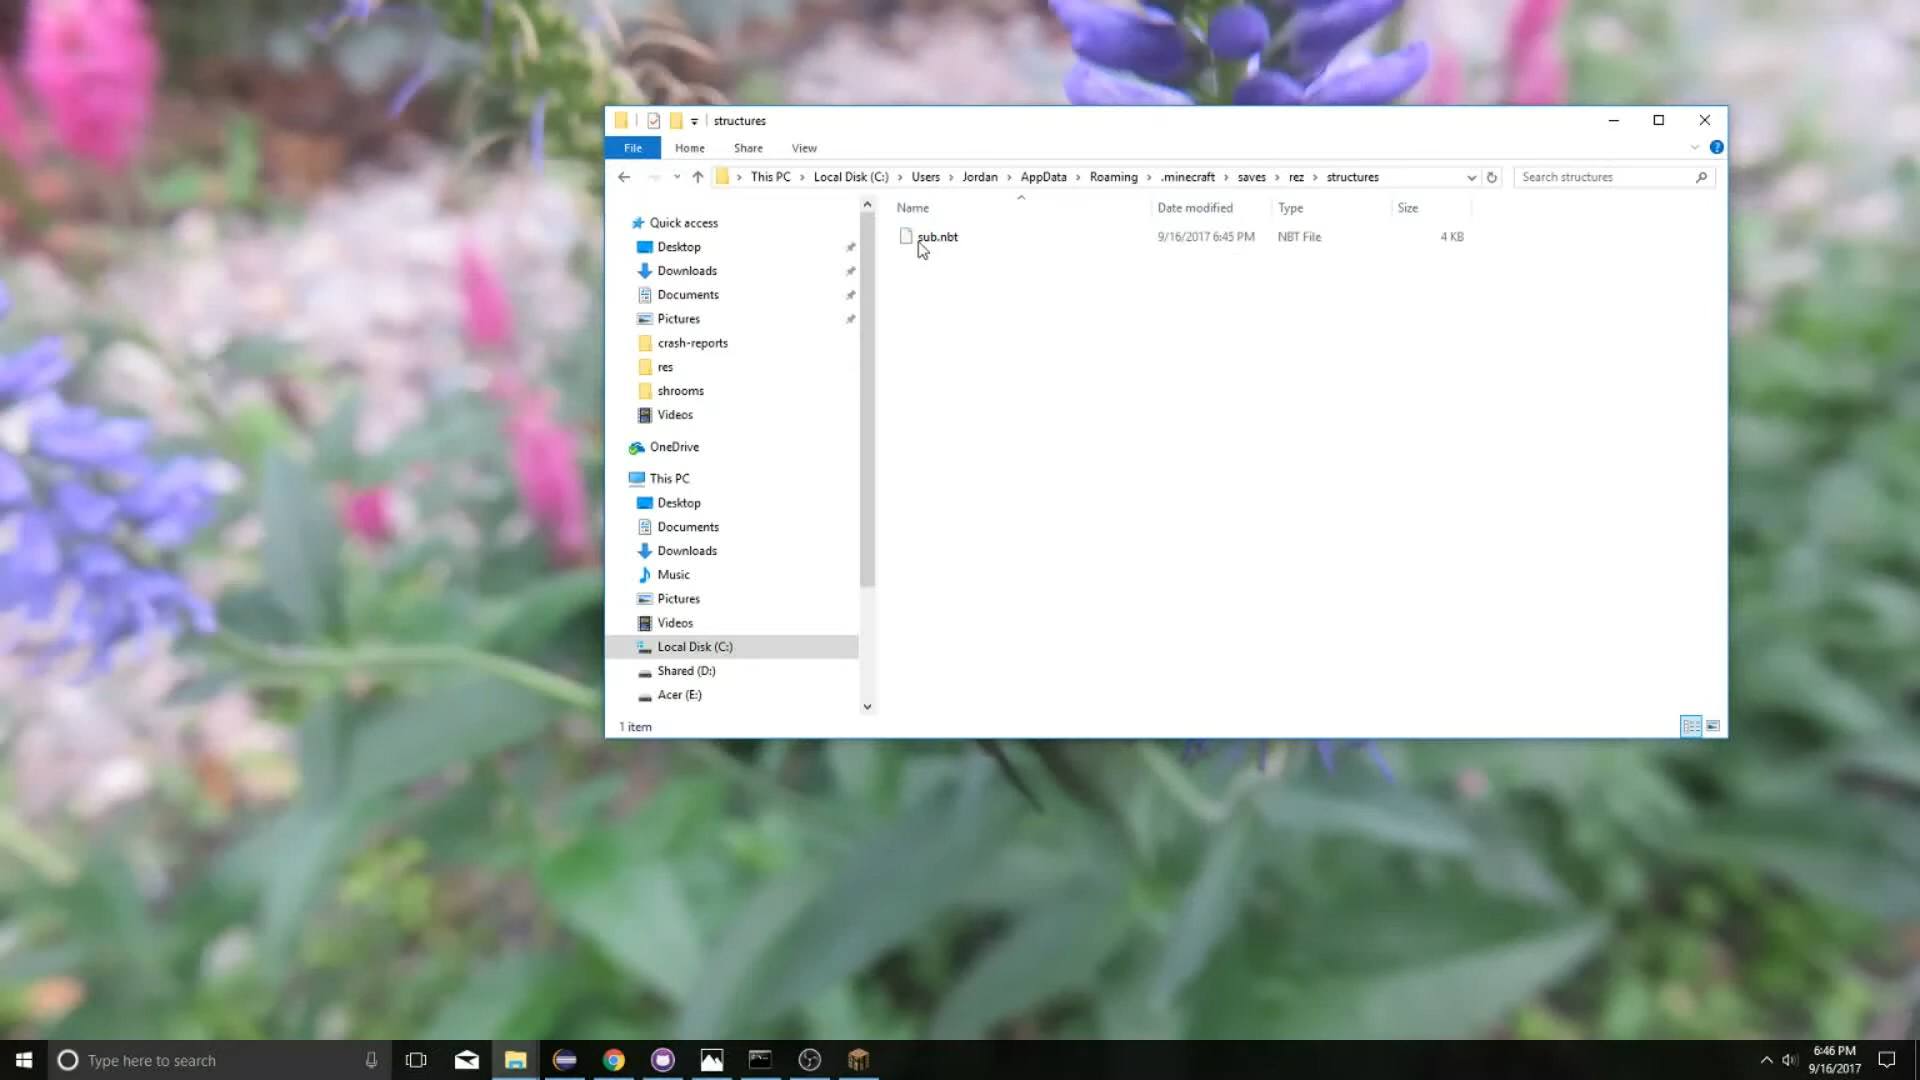 structures
File Home Share View
This PC Local Disk (C:) Users Jordan AppData Roaming .minecraft saves rez structures
Search structures
Name Date modified Type Size
sub.nbt 9/16/2017 6:45 PM NBT File 4 KB
Quick access
Desktop
Downloads
Documents
Pictures
crash-reports
res
shrooms
Videos
OneDrive
This PC
Desktop
Documents
Downloads
Music
Pictures
Videos
Local Disk (C:)
Shared (D:)
Acer (E:)
1 item
Type here to search
6:46 PM
9/16/2017